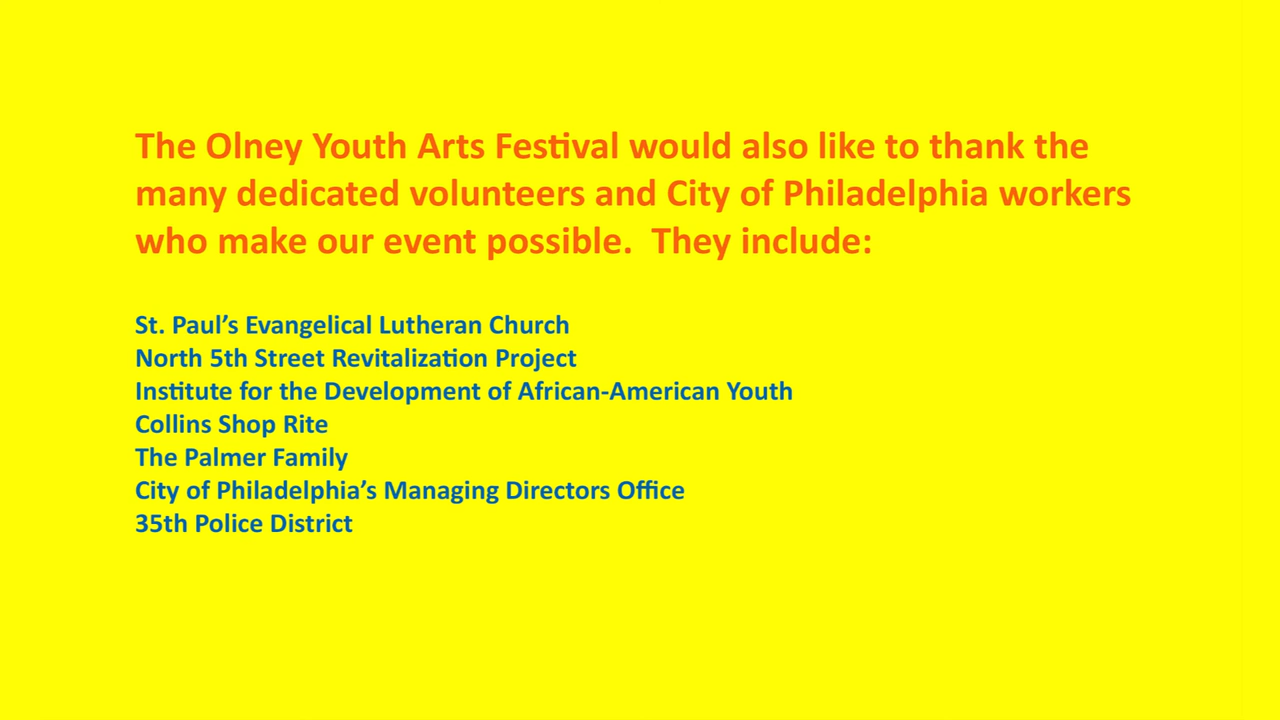 The Olney Youth Arts Festival would also like to thank the
many dedicated volunteers and City of Philadelphia workers
who make our event possible.  They include:
St. Paul’s Evangelical Lutheran Church
North 5th Street Revitalization Project
Institute for the Development of African-American Youth
Collins Shop Rite
The Palmer Family
City of Philadelphia’s Managing Directors Office
35th Police District